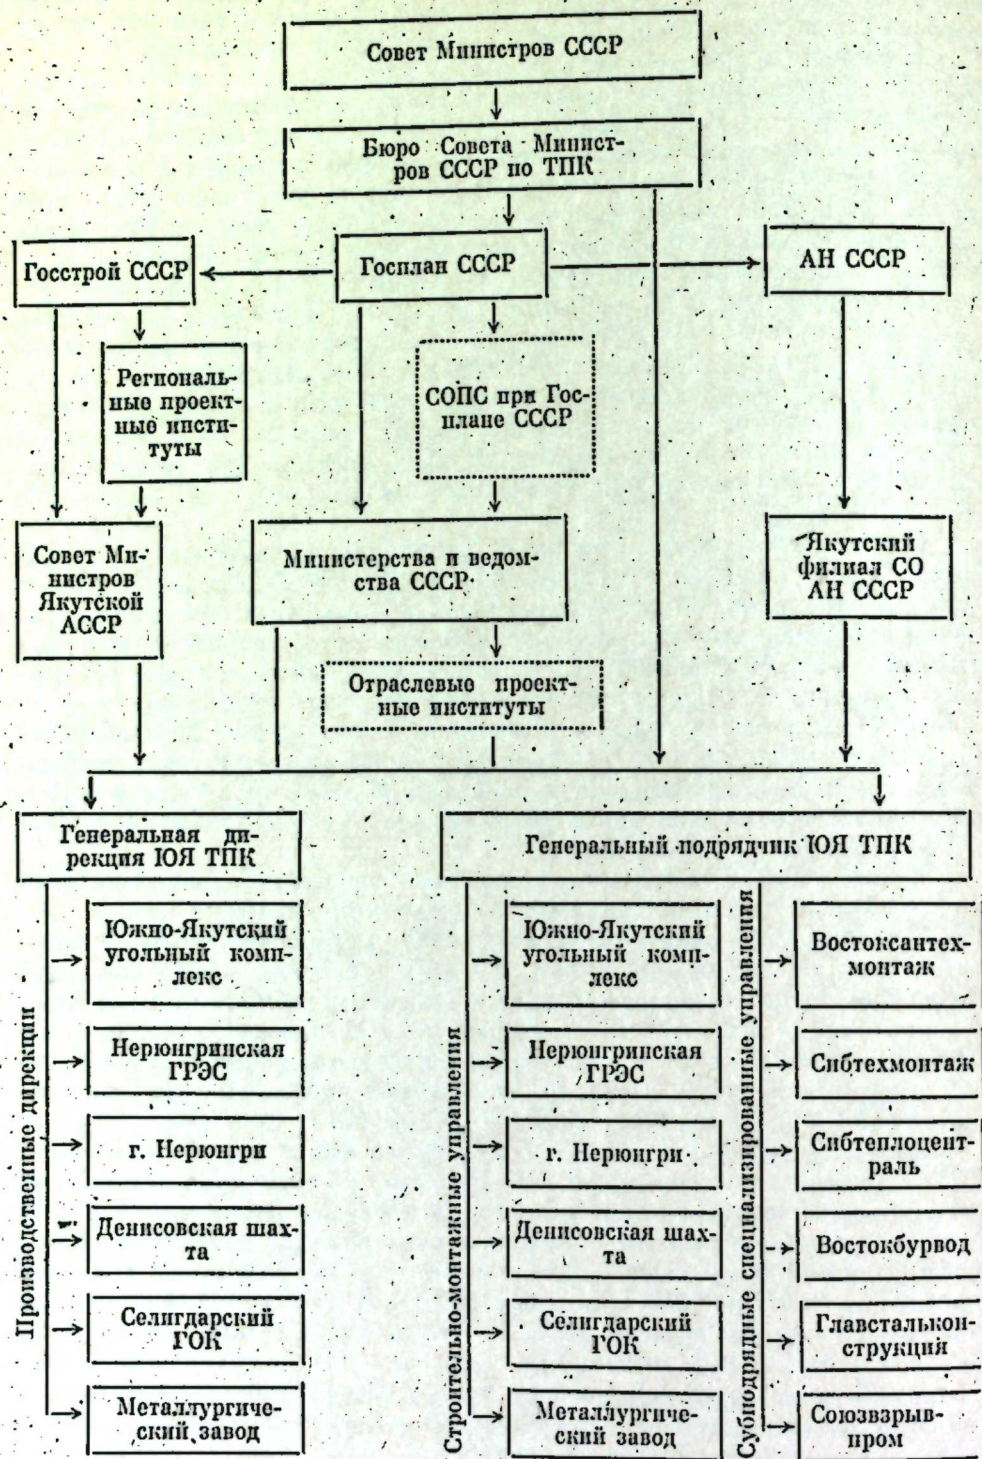 Совет Министров СССР
Бюро Совета Минист-
ров СССР по ТПК
Госстрой СССР
Госплан СССР
АН СССР
Региональ-
ные проект-
ные инсти-
туты
СОПС при Гос-
плане СССР
Совет Ми-
нистров
Якутской
АССР
Министерства и ведом-
ства СССР
Якутский
филиал СО
АН СССР
Отраслевые проект-
ные институты
Генеральная ди-
рекция ЮЯ ТПК
Генеральный подрядчик ЮЯ ТПК
Производственные дирекции
Южно-Якутский
угольный комп-
лекс
Нерюнгринская
ГРЭС
г. Нерюнгри
Денисовская шах-
та
Селигдарский
ГОК
Металлургиче-
ский завод
Строительно-монтажные управления
Южно-Якутский
угольный комп-
лекс
Нерюнгринская
ГРЭС
г. Нерюнгри
Денисовская шах-
та
Селигдарский
ГОК
Металлургиче-
ский завод
Субподрядные специализированные управления
Востоксантех-
монтаж
Сибтехмонтаж
Сибтеплоцент-
раль
Востокбурвод
Главсталькон-
струкция
Союзвзрыв-
пром